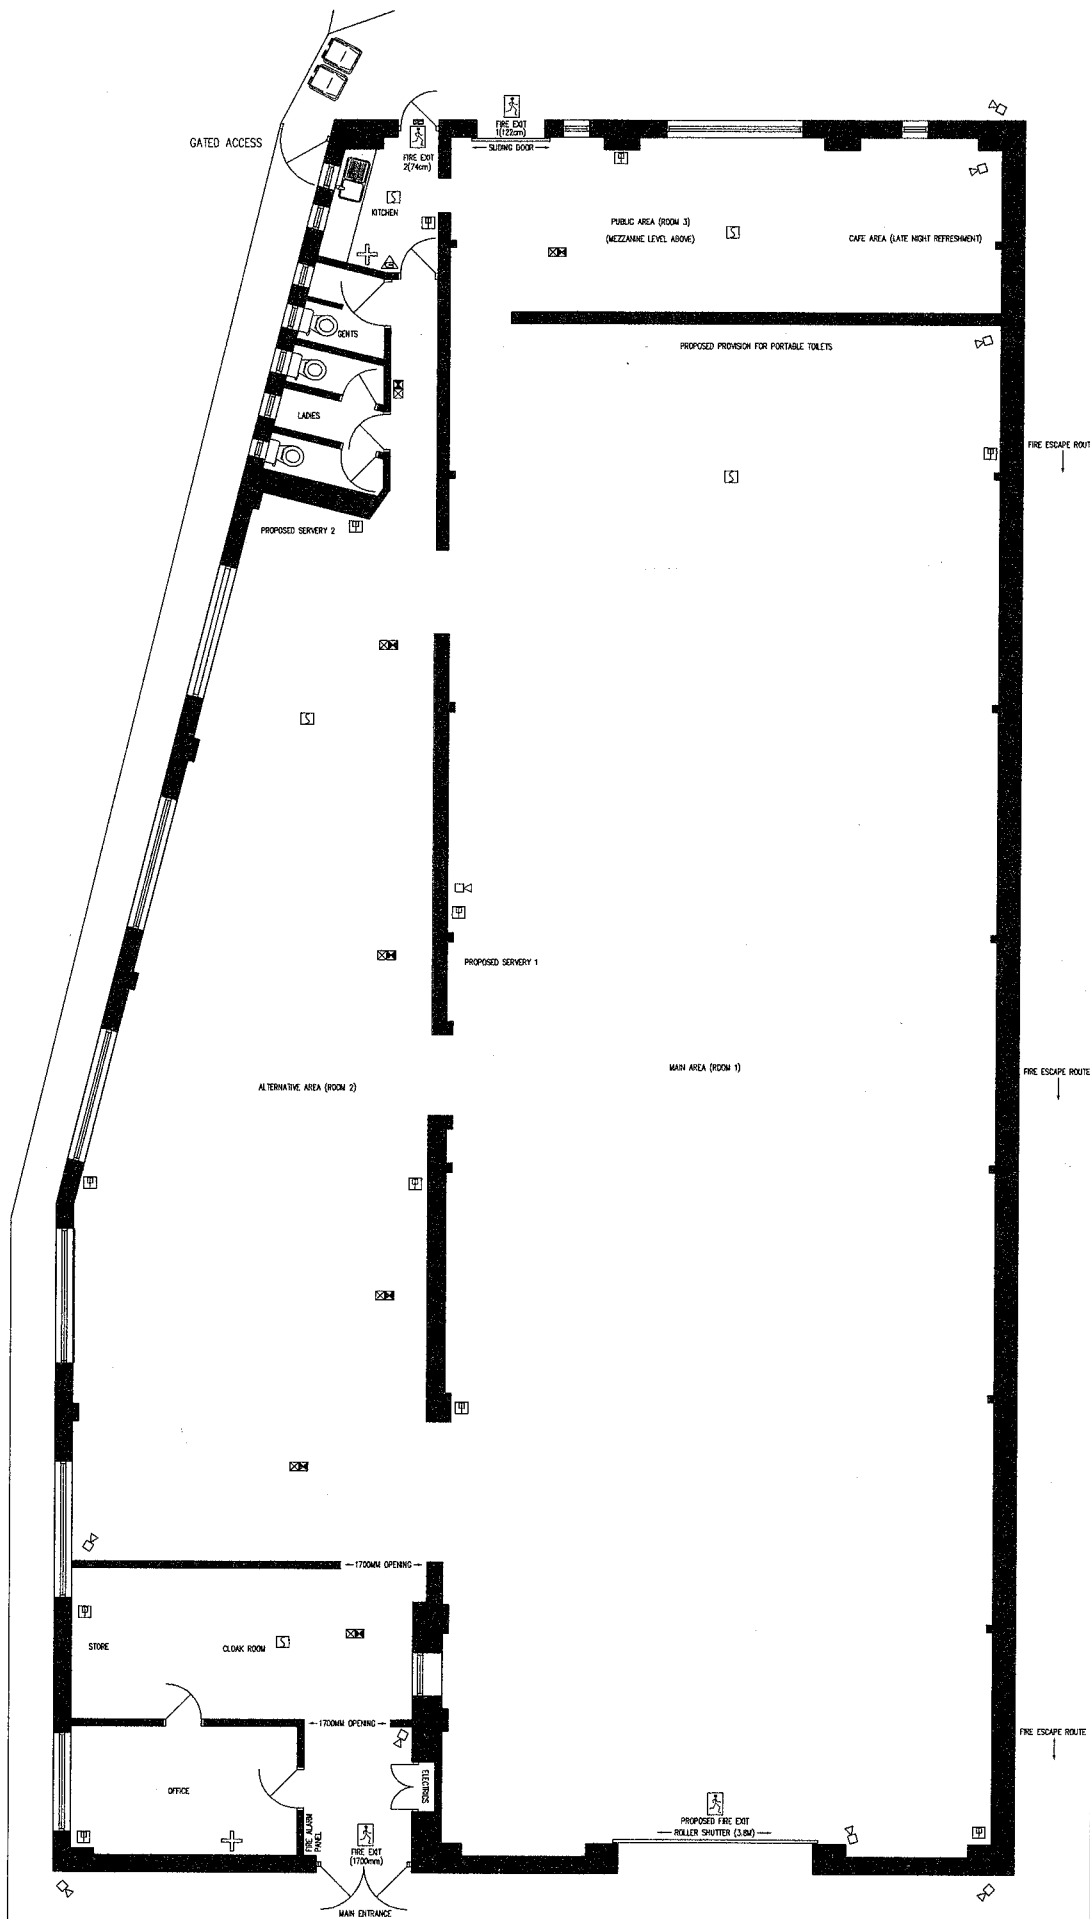 GATED ACCESS
FIRE EXIT
2(74cm)
FIRE EXIT
1(122cm)
SLIDING DOOR
KITCHEN
PUBLIC AREA (ROOM 3)
(MEZZANINE LEVEL ABOVE)
CAFE AREA (LATE NIGHT REFRESHMENT)
GENTS
PROPOSED PROVISION FOR PORTABLE TOILETS
LADIES
FIRE ESCAPE ROUT
PROPOSED SERVERY 2
PROPOSED SERVERY 1
MAIN AREA (ROOM 1)
FIRE ESCAPE ROUTE
ALTERNATIVE AREA (ROOM 2)
1700MM OPENING
STORE
CLOAK ROOM
1700MM OPENING
FIRE ESCAPE ROUTE
OFFICE
ELECTRICS
FIRE ALARM
PANEL
FIRE EXIT
(1700mm)
PROPOSED FIRE EXIT
ROLLER SHUTTER (3.8M)
MAIN ENTRANCE